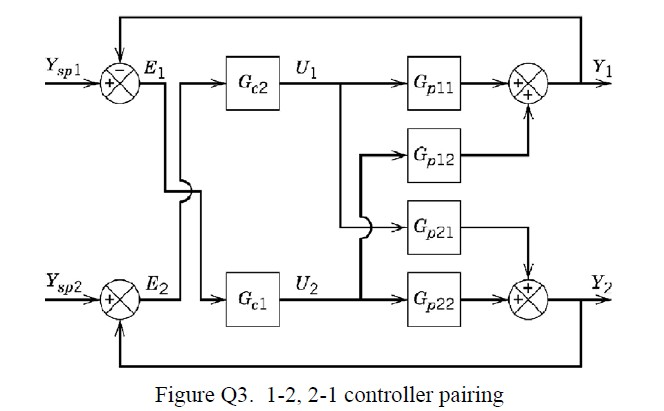 Y_sp1 E_1 G_c2 U_1 G_p11 Y_1
− + + +
G_p12
G_p21
Y_sp2 E_2 G_c1 U_2 G_p22 Y_2
+ + +
Figure Q3. 1-2, 2-1 controller pairing